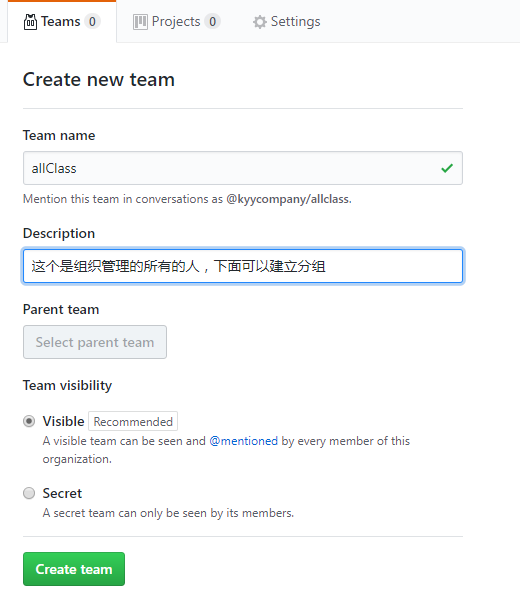 Teams 0 Projects 0 Settings
Create new team
Team name
allClass
Mention this team in conversations as @kyycompany/allclass.
Description
这个是组织管理的所有的人，下面可以建立分组
Parent team
Select parent team
Team visibility
Visible Recommended
A visible team can be seen and @mentioned by every member of this
organization.
Secret
A secret team can only be seen by its members.
Create team